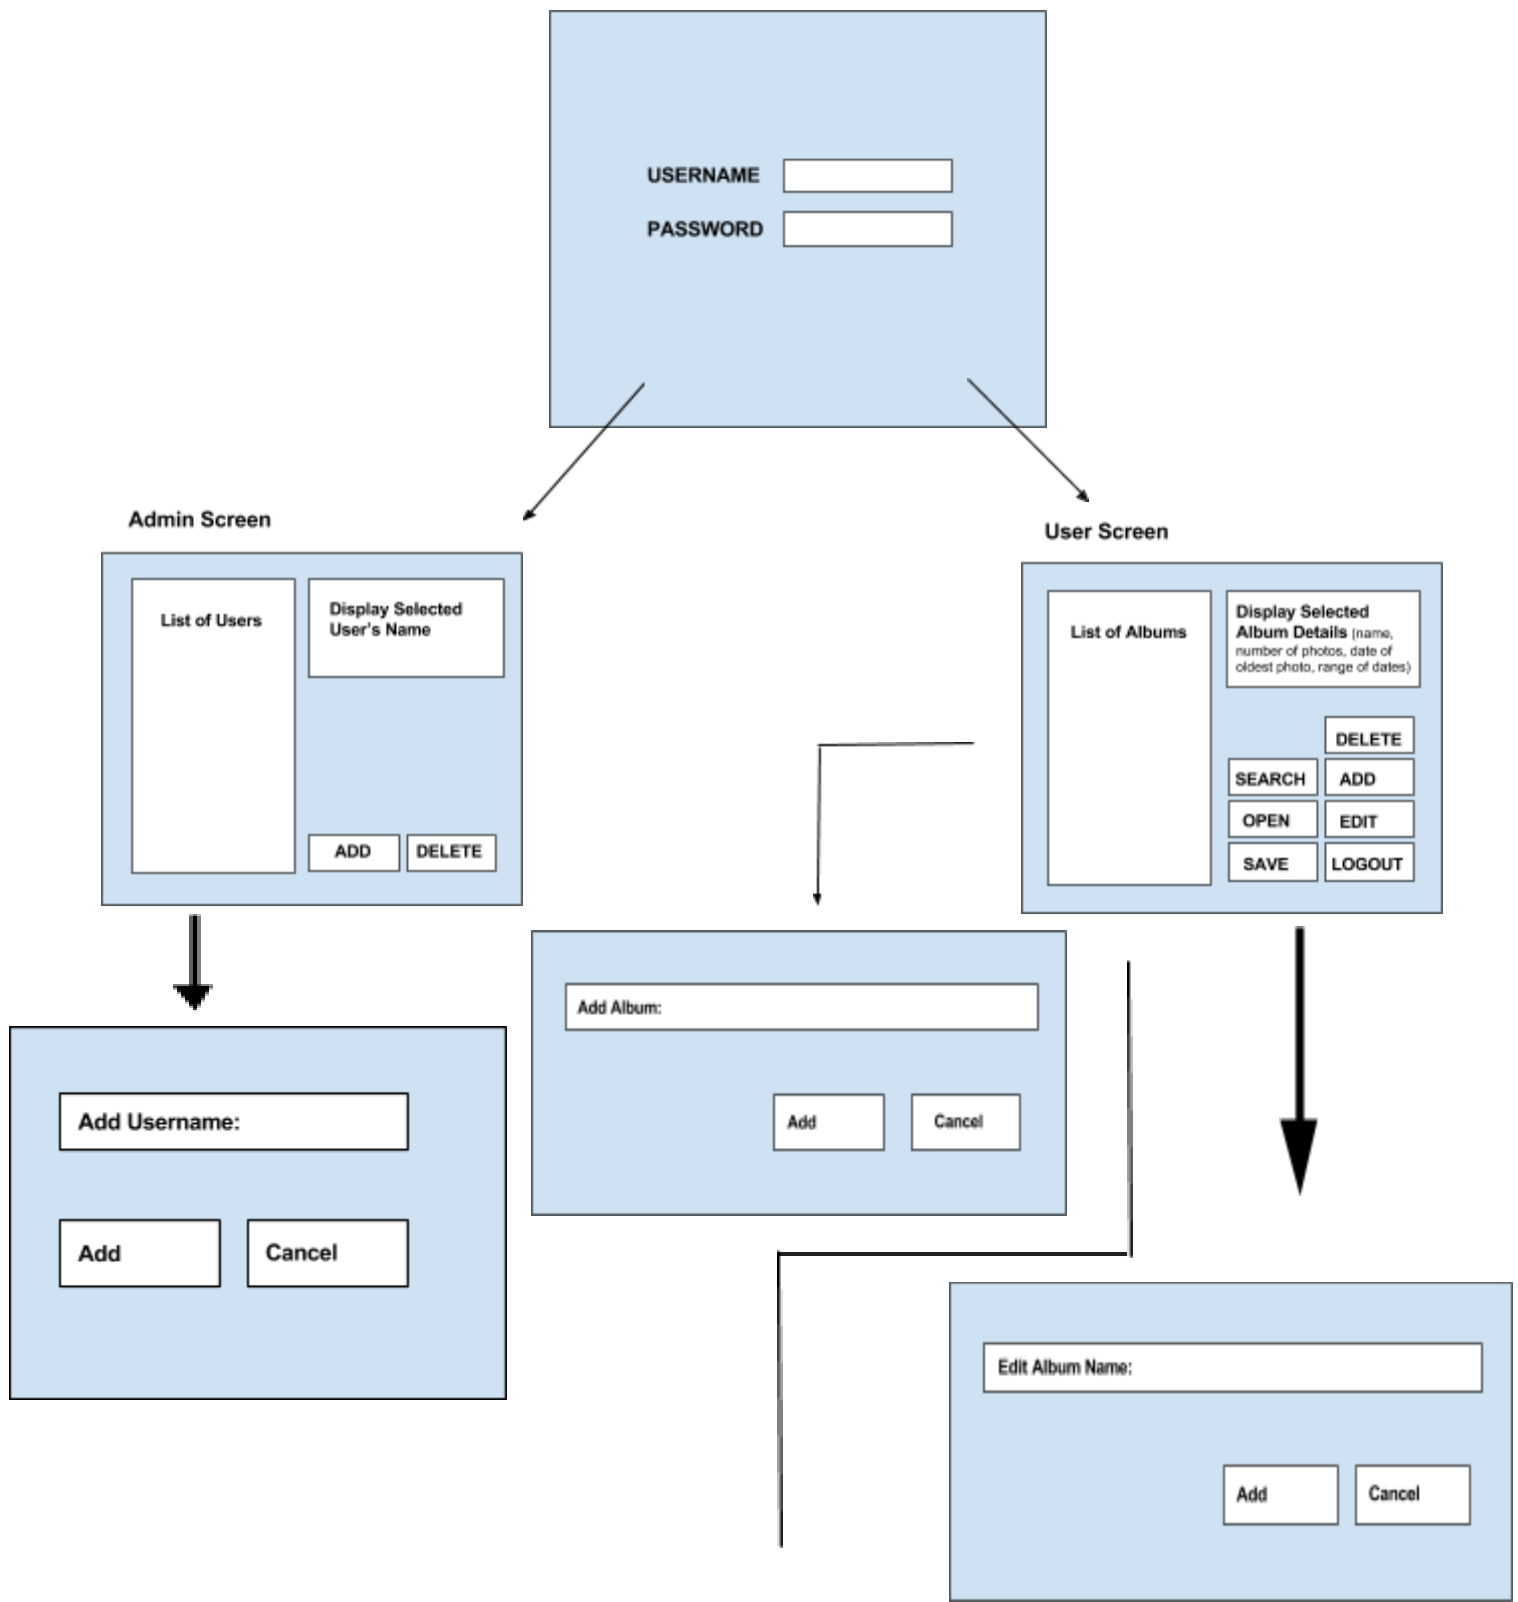 USERNAME
PASSWORD
Admin Screen
User Screen
List of Users
Display Selected
User's Name
ADD
DELETE
List of Albums
Display Selected
Album Details (name,
number of photos, date of
oldest photo, range of dates)
DELETE
SEARCH
ADD
OPEN
EDIT
SAVE
LOGOUT
Add Username:
Add
Cancel
Add Album:
Add
Cancel
Edit Album Name:
Add
Cancel